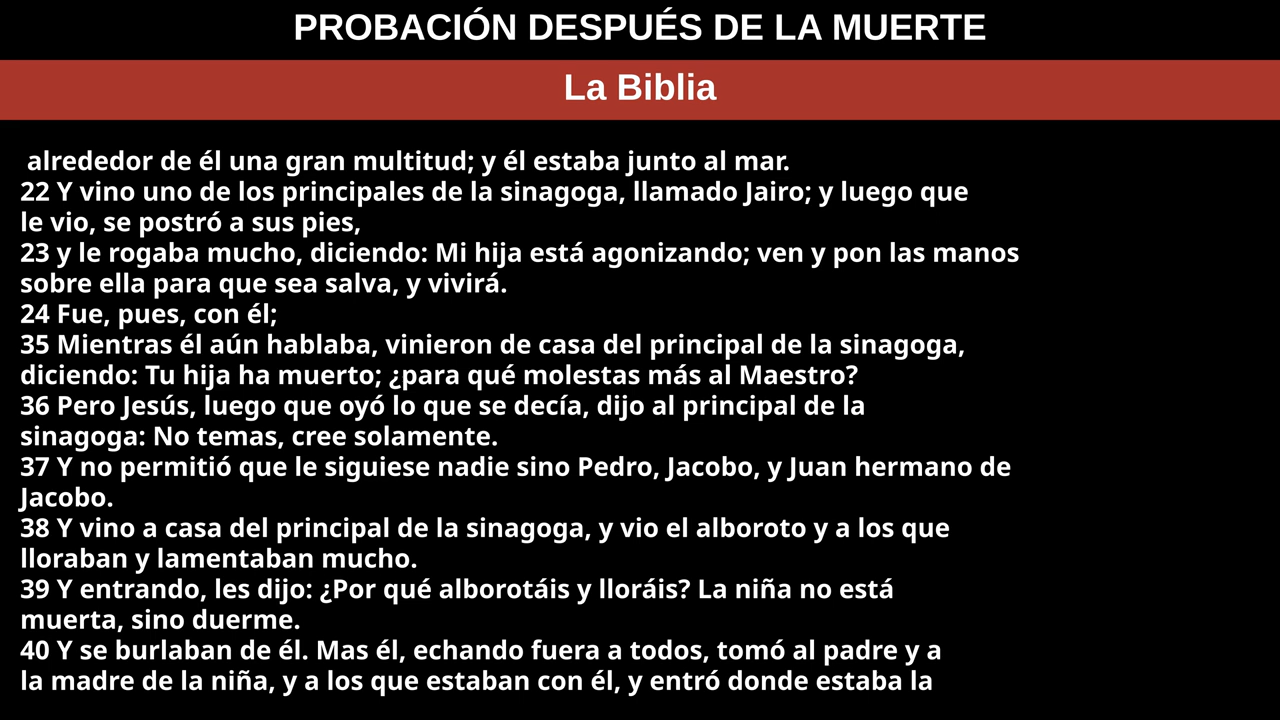 PROBACIÓN DESPUÉS DE LA MUERTE
La Biblia
alrededor de él una gran multitud; y él estaba junto al mar.
22 Y vino uno de los principales de la sinagoga, llamado Jairo; y luego que
le vio, se postró a sus pies,
23 y le rogaba mucho, diciendo: Mi hija está agonizando; ven y pon las manos
sobre ella para que sea salva, y vivirá.
24 Fue, pues, con él;
35 Mientras él aún hablaba, vinieron de casa del principal de la sinagoga,
diciendo: Tu hija ha muerto; ¿para qué molestas más al Maestro?
36 Pero Jesús, luego que oyó lo que se decía, dijo al principal de la
sinagoga: No temas, cree solamente.
37 Y no permitió que le siguiese nadie sino Pedro, Jacobo, y Juan hermano de
Jacobo.
38 Y vino a casa del principal de la sinagoga, y vio el alboroto y a los que
lloraban y lamentaban mucho.
39 Y entrando, les dijo: ¿Por qué alborotáis y lloráis? La niña no está
muerta, sino duerme.
40 Y se burlaban de él. Mas él, echando fuera a todos, tomó al padre y a
la madre de la niña, y a los que estaban con él, y entró donde estaba la